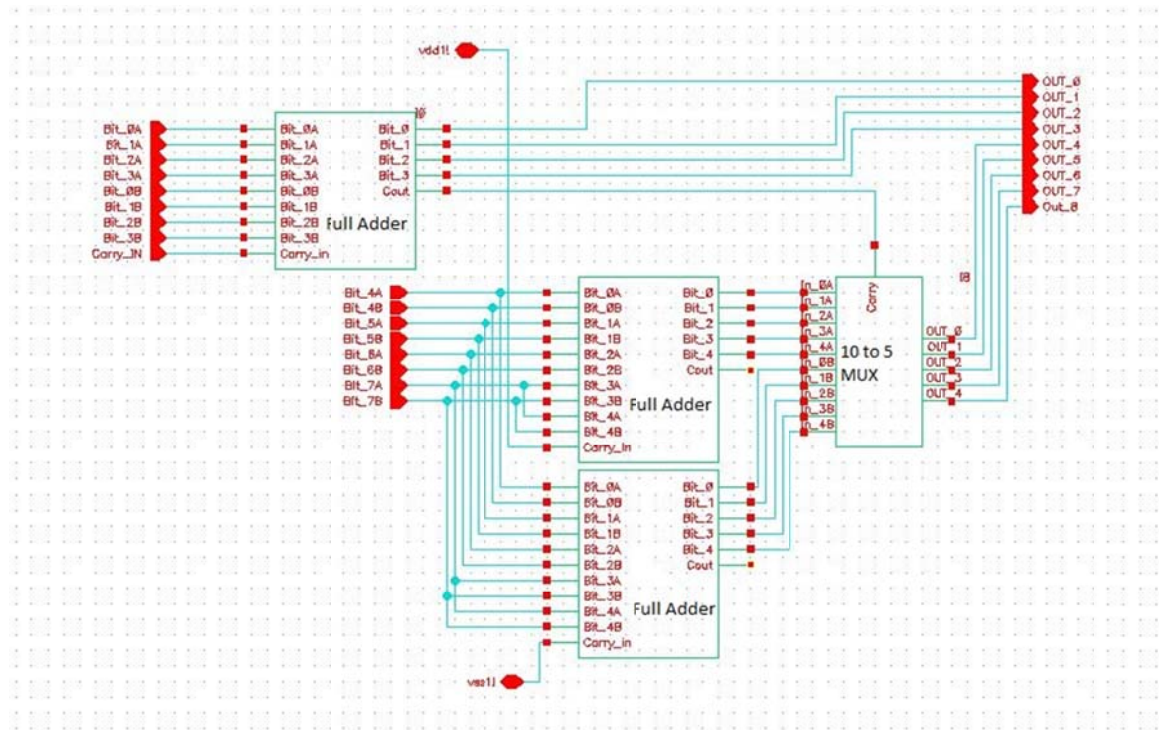 vdd1!
OUT_0
OUT_1
OUT_2
OUT_3
OUT_4
OUT_5
OUT_6
OUT_7
Out_8
Bit_0A
Bit_1A
Bit_2A
Bit_3A
Bit_0B
Bit_1B
Bit_2B
Bit_3B
Carry_IN
Bit_0A Bit_0
Bit_1A Bit_1
Bit_2A Bit_2
Bit_3A Bit_3
Bit_0B Cout
Bit_1B
Bit_2B Full Adder
Bit_3B
Carry_in
Bit_4A
Bit_4B
Bit_5A
Bit_5B
Bit_6A
Bit_6B
Bit_7A
Bit_7B
Bit_0A Bit_0
Bit_0B Bit_1
Bit_1A Bit_2
Bit_1B Bit_3
Bit_2A Bit_4
Bit_2B Cout
Bit_3A
Bit_3B Full Adder
Bit_4A
Bit_4B
Carry_in
In_0A
In_1A
In_2A
In_3A
In_4A
In_0B
In_1B
In_2B
In_3B
In_4B
Carry
10 to 5
MUX
OUT_0
OUT_1
OUT_2
OUT_3
OUT_4
Bit_0A Bit_0
Bit_0B Bit_1
Bit_1A Bit_2
Bit_1B Bit_3
Bit_2A Bit_4
Bit_2B Cout
Bit_3A
Bit_3B Full Adder
Bit_4A
Bit_4B
Carry_in
vss1!